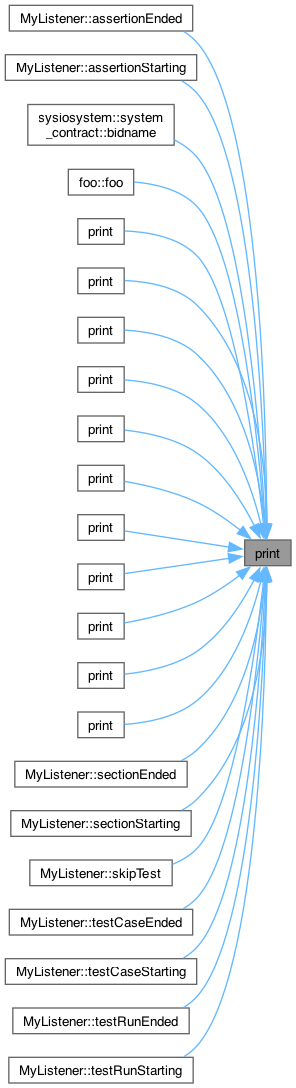 MyListener::assertionEnded
MyListener::assertionStarting
sysiosystem::system
_contract::bidname
foo::foo
print
print
print
print
print
print
print
print
print
print
print
print
MyListener::sectionEnded
MyListener::sectionStarting
MyListener::skipTest
MyListener::testCaseEnded
MyListener::testCaseStarting
MyListener::testRunEnded
MyListener::testRunStarting